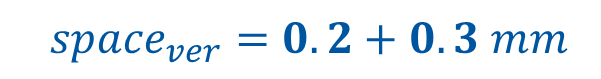 space_ver = 0.2 + 0.3 mm